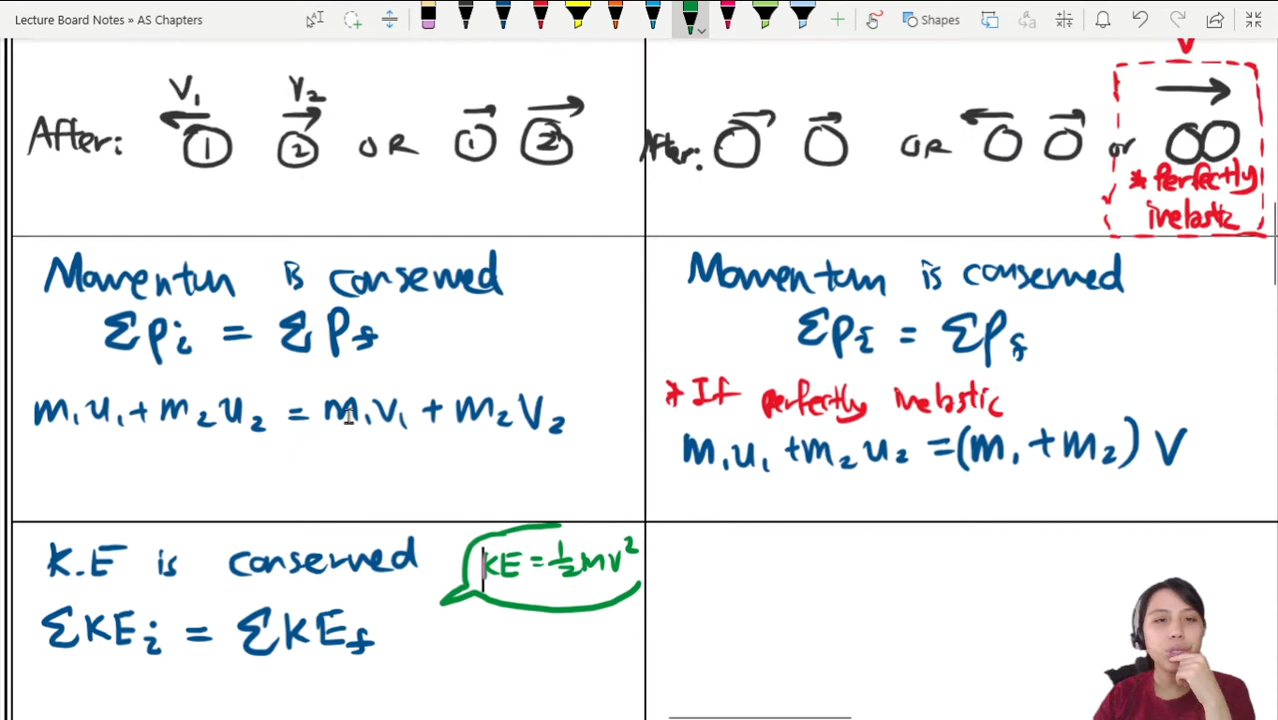 Lecture Board Notes » AS Chapters
Shapes
V
V₁ V₂
After: ① ② OR ① ②
After: OR or
* Perfectly
inelastic
Momentum is conserved
Σpi = Σpf
m₁u₁ + m₂u₂ = m₁v₁ + m₂v₂
Momentum is conserved
Σpi = Σpf
* If perfectly inelastic
m₁u₁ + m₂u₂ = (m₁ + m₂) V
K.E is conserved
KE = ½mv²
ΣKEi = ΣKEf